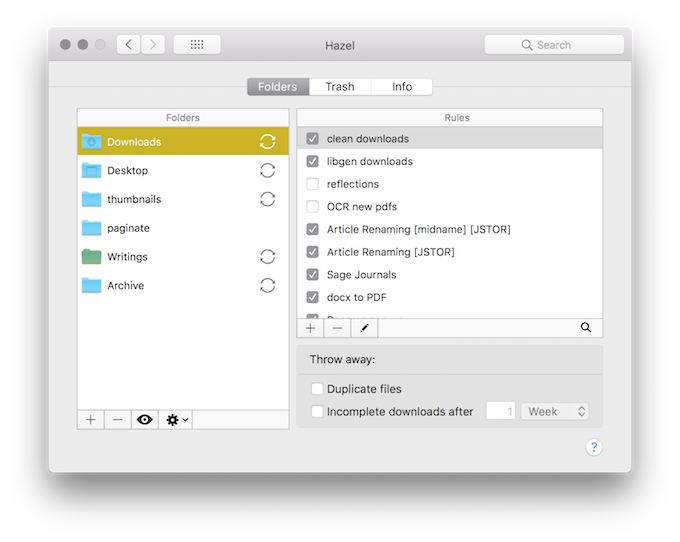 Hazel
Search
Folders Trash Info
Folders
Downloads
Desktop
thumbnails
paginate
Writings
Archive
Rules
clean downloads
libgen downloads
reflections
OCR new pdfs
Article Renaming [midname] [JSTOR]
Article Renaming [JSTOR]
Sage Journals
docx to PDF
Throw away:
Duplicate files
Incomplete downloads after 1 Week
?